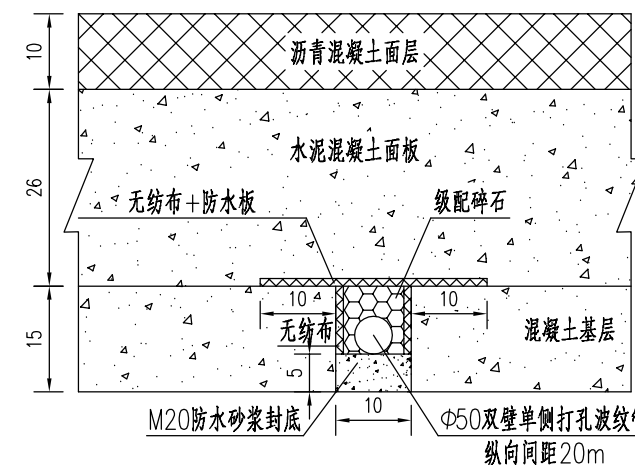 10
沥青混凝土面层
26
水泥混凝土面板
无纺布+防水板
级配碎石
10
10
15
无纺布
混凝土基层
5
M20防水砂浆封底
10
Φ50双壁单侧打孔波纹
纵向间距20m